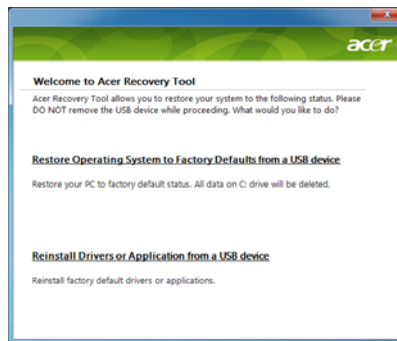 acer
Welcome to Acer Recovery Tool
Acer Recovery Tool allows you to restore your system to the following status. Please
DO NOT remove the USB device while proceeding. What would you like to do?
Restore Operating System to Factory Defaults from a USB device
Restore your PC to factory default status. All data on C: drive will be deleted.
Reinstall Drivers or Application from a USB device
Reinstall factory default drivers or applications.